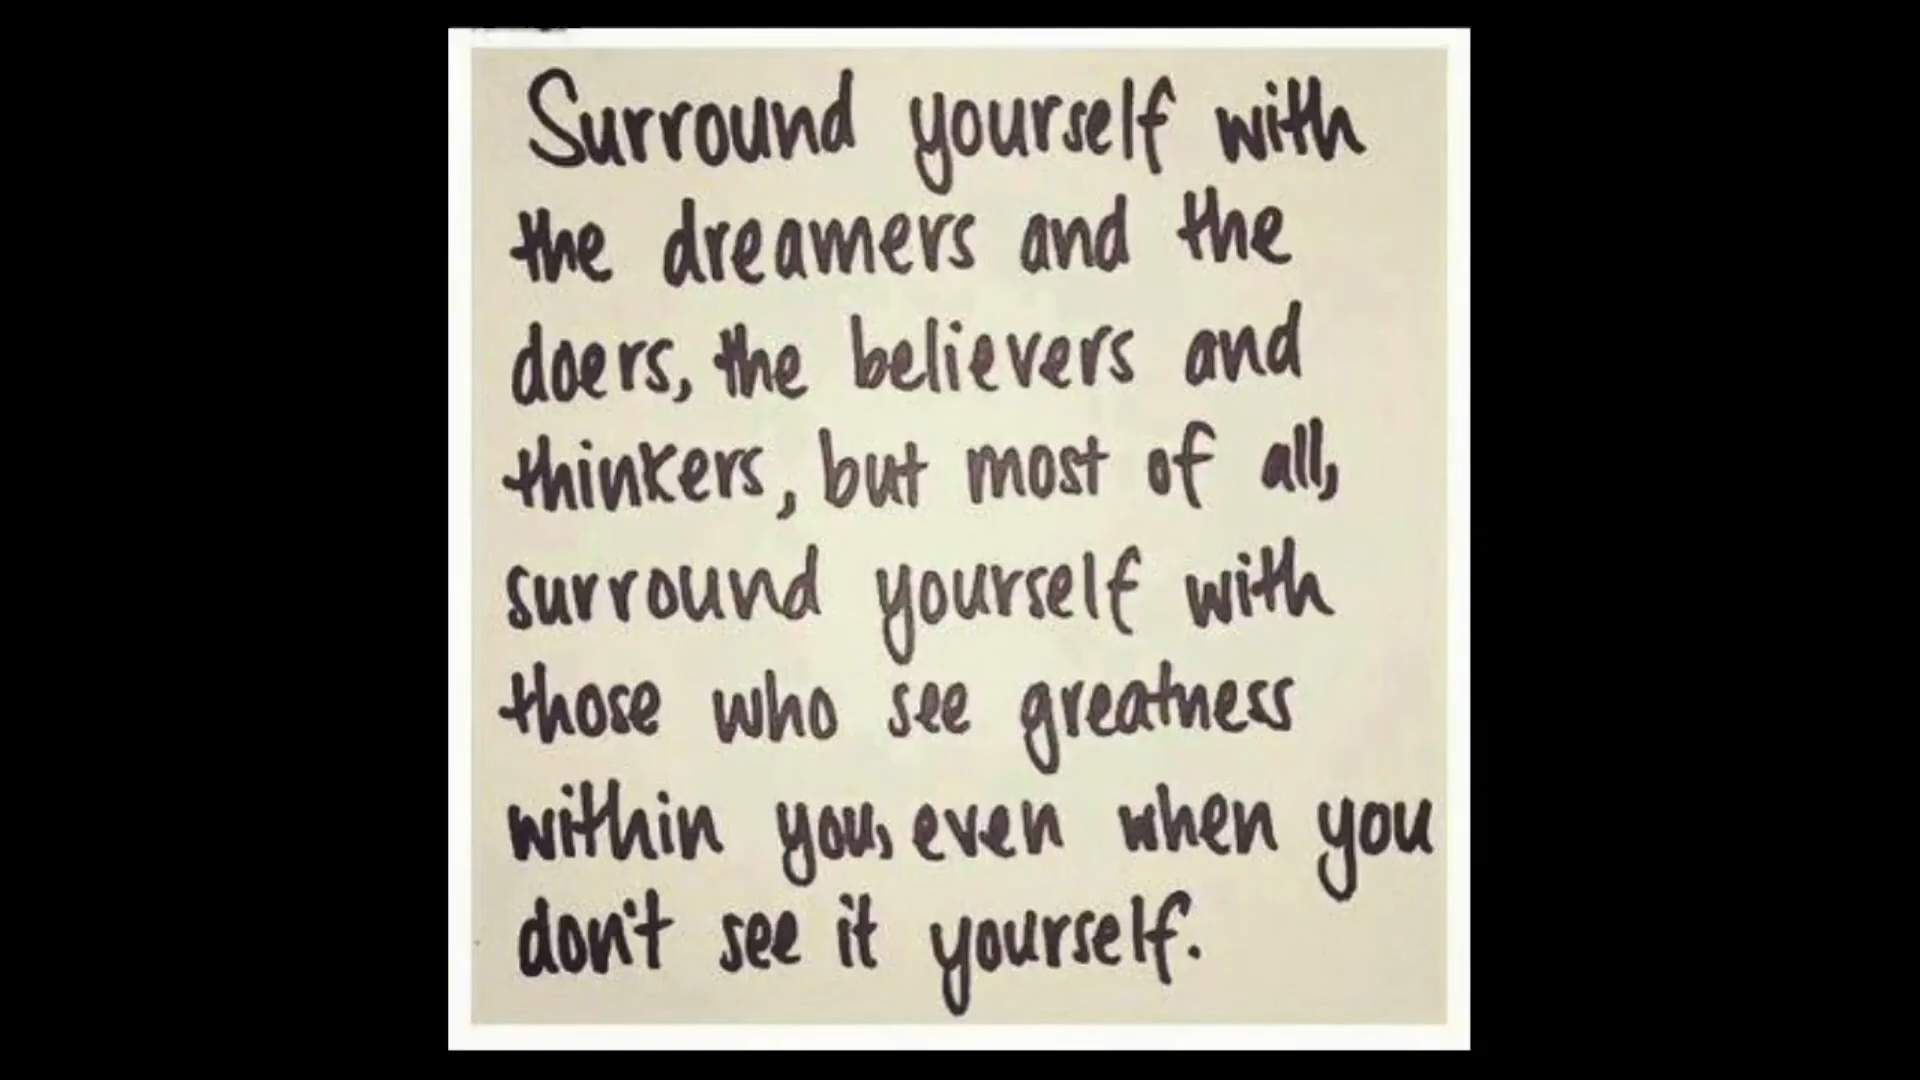 Surround yourself with
the dreamers and the
doers, the believers and
thinkers, but most of all,
surround yourself with
those who see greatness
within you, even when you
don't see it yourself.